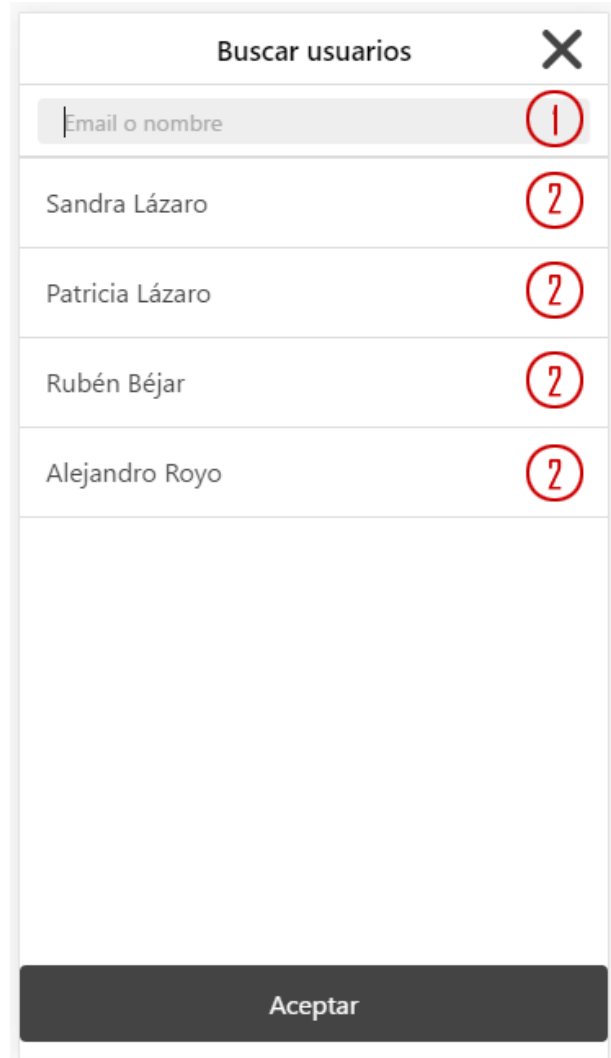 Buscar usuarios
Email o nombre 1
Sandra Lázaro 2
Patricia Lázaro 2
Rubén Béjar 2
Alejandro Royo 2
Aceptar